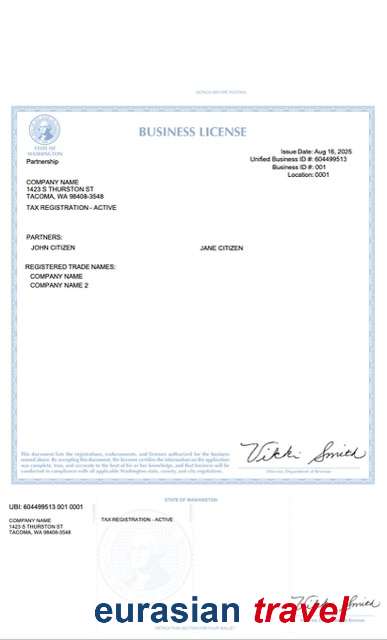 BUSINESS LICENSE
STATE OF
WASHINGTON
Partnership
Issue Date: Aug 16, 2025
Unified Business ID #: 604499513
Business ID #: 001
Location: 0001
COMPANY NAME
1423 S THURSTON ST
TACOMA, WA 98408-3548
TAX REGISTRATION - ACTIVE
PARTNERS:
JOHN CITIZEN
JANE CITIZEN
REGISTERED TRADE NAMES:
COMPANY NAME
COMPANY NAME 2
This document lists the registrations, endorsements, and licenses authorized for the business
named above. By accepting this document, the licensee certifies the information on the application
was complete, true, and accurate to the best of his or her knowledge, and that business will be
conducted in compliance with all applicable Washington state, county, and city regulations.
Vikki Smith
Director, Department of Revenue
STATE OF WASHINGTON
UBI: 604499513 001 0001
COMPANY NAME
1423 S THURSTON ST
TACOMA, WA 98408-3548
TAX REGISTRATION - ACTIVE
Vikki Smith
eurasian travel